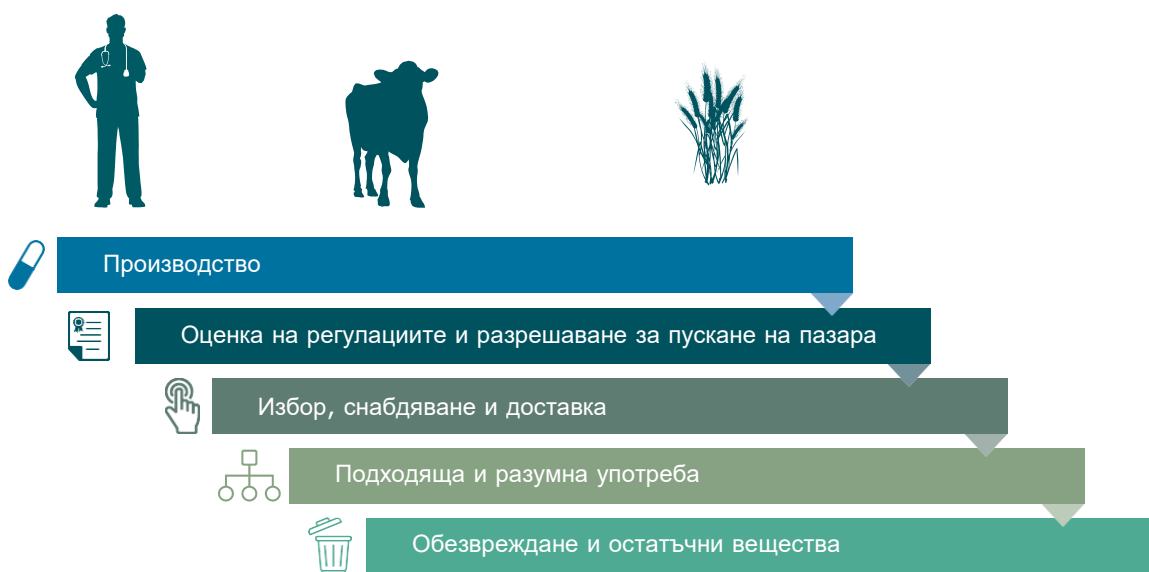 Производство
Оценка на регулациите и разрешаване за пускане на пазара
Избор, снабдяване и доставка
Подходяща и разумна употреба
Обезвреждане и остатъчни вещества